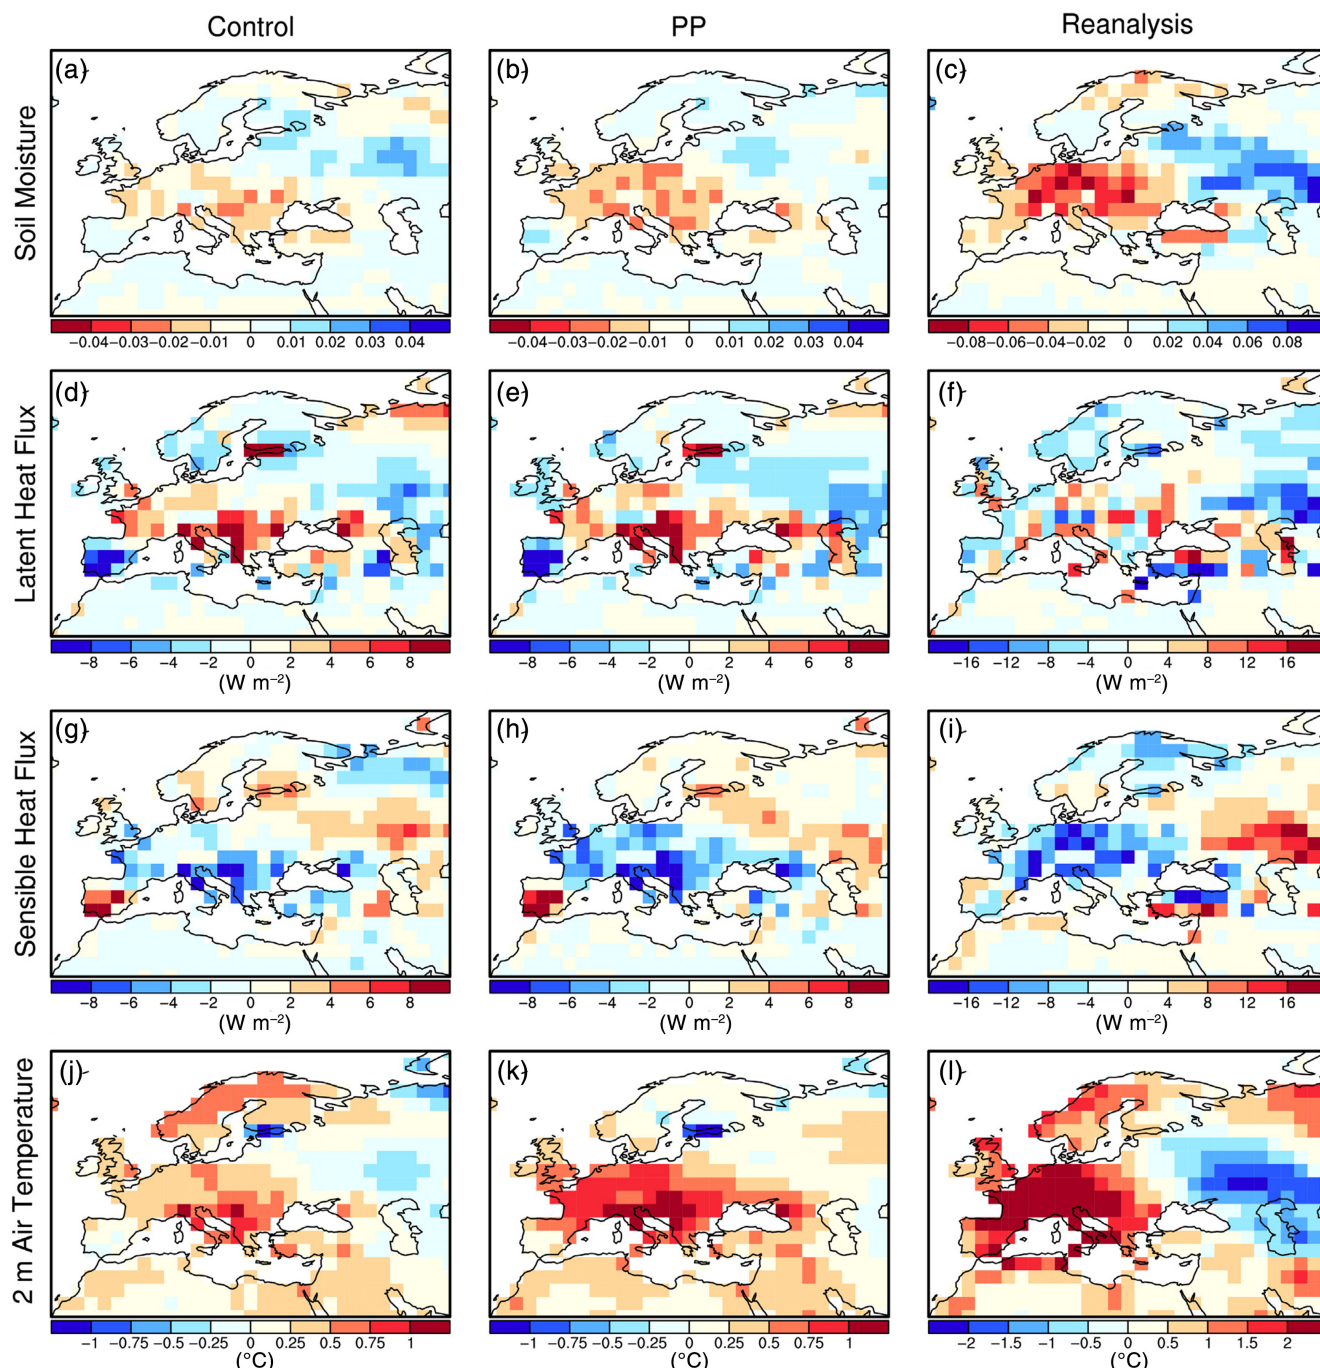 Control PP Reanalysis
Soil Moisture
(a) (b) (c)
−0.04−0.03−0.02−0.01 0 0.01 0.02 0.03 0.04
−0.04−0.03−0.02−0.01 0 0.01 0.02 0.03 0.04
−0.08−0.06−0.04−0.02 0 0.02 0.04 0.06 0.08
Latent Heat Flux
(d) (e) (f)
−8 −6 −4 −2 0 2 4 6 8
−8 −6 −4 −2 0 2 4 6 8
−16 −12 −8 −4 0 4 8 12 16
(W m−2) (W m−2) (W m−2)
Sensible Heat Flux
(g) (h) (i)
−8 −6 −4 −2 0 2 4 6 8
−8 −6 −4 −2 0 2 4 6 8
−16 −12 −8 −4 0 4 8 12 16
(W m−2) (W m−2) (W m−2)
2 m Air Temperature
(j) (k) (l)
−1 −0.75 −0.5 −0.25 0 0.25 0.5 0.75 1
−1 −0.75 −0.5 −0.25 0 0.25 0.5 0.75 1
−2 −1.5 −1 −0.5 0 0.5 1 1.5 2
(°C) (°C) (°C)